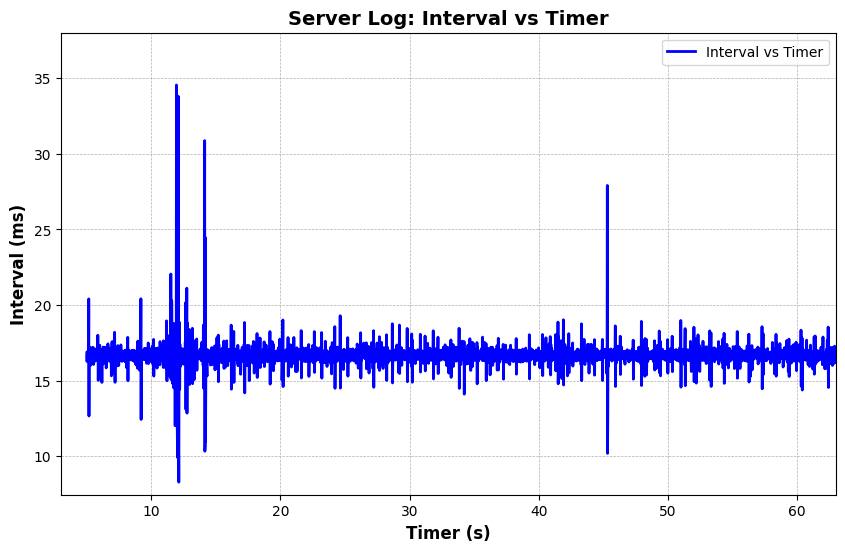 Server Log: Interval vs Timer
Interval vs Timer
35
30
25
20
15
10
Interval (ms)
10 20 30 40 50 60
Timer (s)